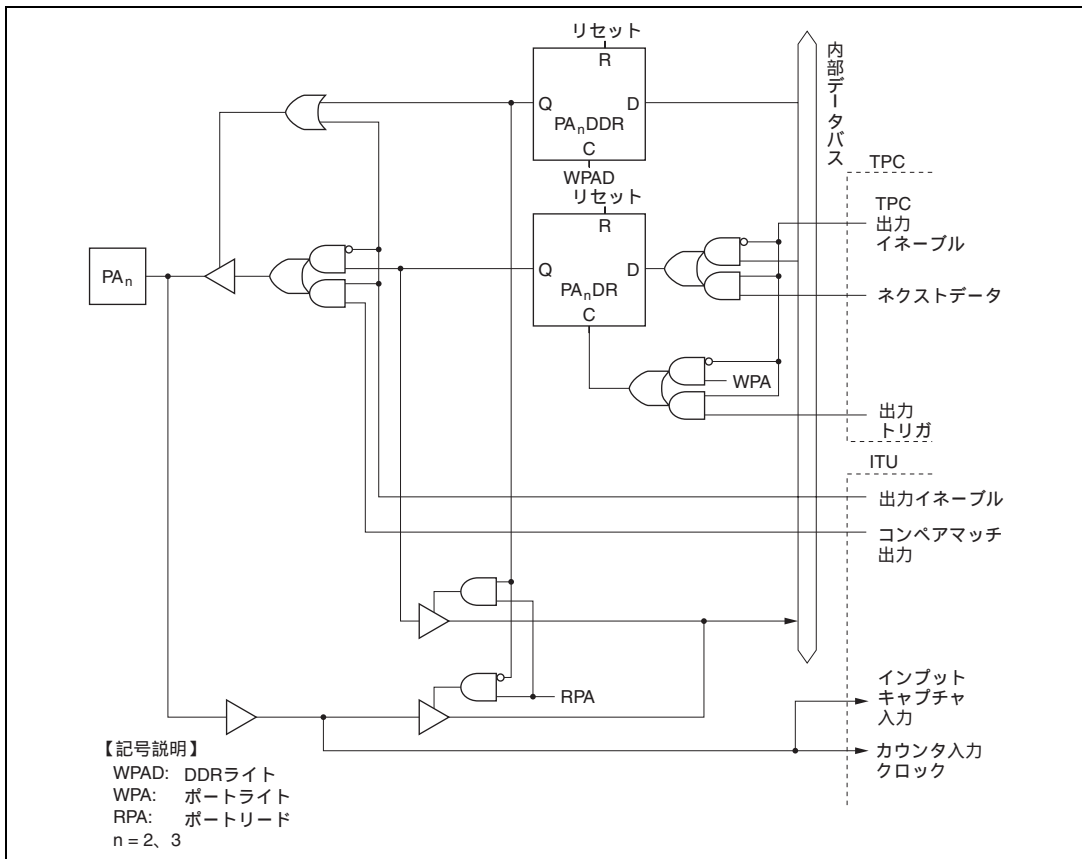 リセット
R
Q
D
PAnDDR
C
WPAD
内部データバス
リセット
R
Q
D
PAnDR
C
PAn
TPC
TPC
出力
イネーブル
ネクストデータ
WPA
出力
トリガ
ITU
出力イネーブル
コンペアマッチ
出力
RPA
インプット
キャプチャ
入力
カウンタ入力
クロック
【記号説明】
WPAD: DDRライト
WPA: ポートライト
RPA: ポートリード
n = 2、3